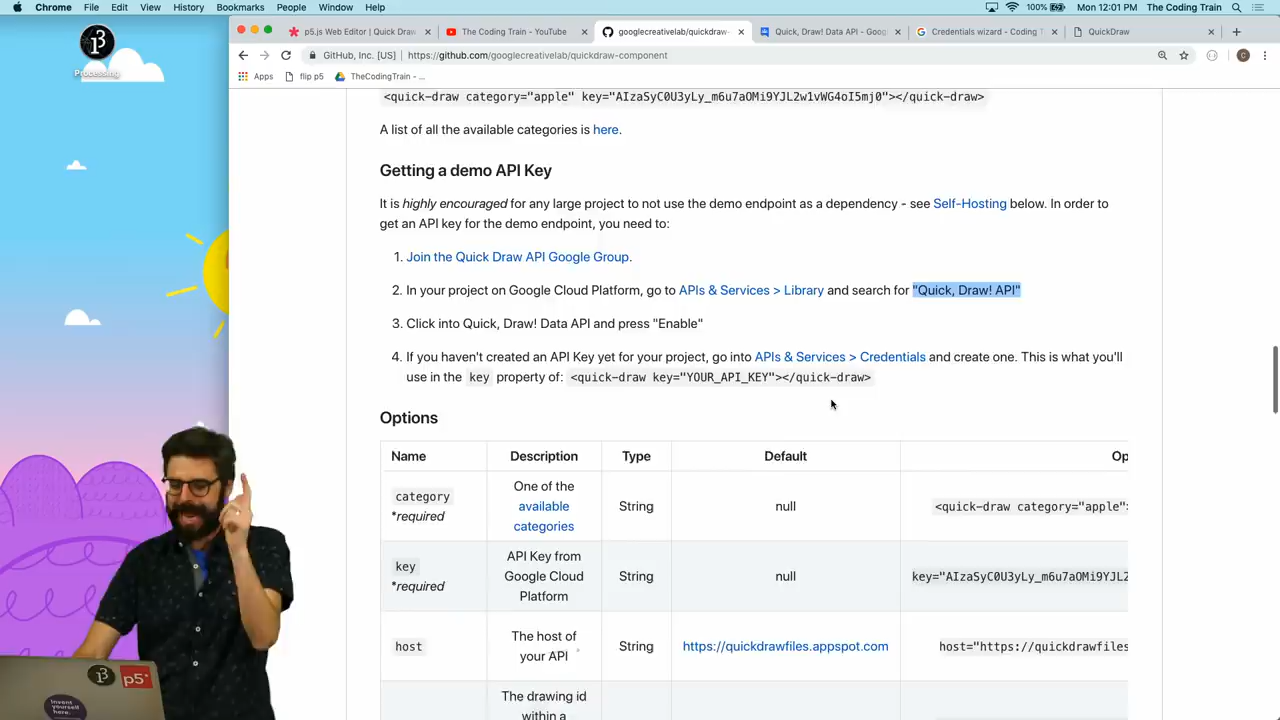 Chrome File Edit View History Bookmarks People Window Help 100% Mon 12:01 PM The Coding Train
p5.js Web Editor | Quick Draw The Coding Train - YouTube googlecreativelab/quickdraw- Quick, Draw! Data API - Goog Credentials wizard - Coding T QuickDraw
GitHub, Inc. [US] https://github.com/googlecreativelab/quickdraw-component
Apps flip p5 TheCodingTrain - ...
Processing
<quick-draw category="apple" key="AIzaSyC0U3yLy_m6u7aOMi9YJL2w1vWG4oI5mj0"></quick-draw>
A list of all the available categories is here.
Getting a demo API Key
It is highly encouraged for any large project to not use the demo endpoint as a dependency - see Self-Hosting below. In order to
get an API key for the demo endpoint, you need to:
1. Join the Quick Draw API Google Group.
2. In your project on Google Cloud Platform, go to APIs & Services > Library and search for "Quick, Draw! API"
3. Click into Quick, Draw! Data API and press "Enable"
4. If you haven't created an API Key yet for your project, go into APIs & Services > Credentials and create one. This is what you'll
use in the key property of: <quick-draw key="YOUR_API_KEY"></quick-draw>
Options
Name Description Type Default Op
category *required One of the available categories String null <quick-draw category="apple":
key *required API Key from Google Cloud Platform String null key="AIzaSyC0U3yLy_m6u7aOMi9YJL2
host The host of your API String https://quickdrawfiles.appspot.com host="https://quickdrawfiles
The drawing id
within a
p5*
Invent
yourself
here.